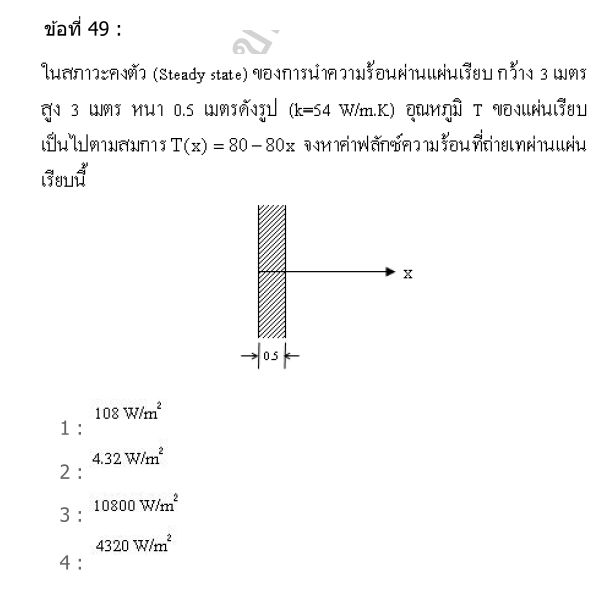 ข้อที่ 49 :
ในสภาวะคงตัว (Steady state) ของการนำความร้อนผ่านแผ่นเรียบ กว้าง 3 เมตร
สูง 3 เมตร หนา 0.5 เมตรดังรูป (k=54 W/m.K) อุณหภูมิ T ของแผ่นเรียบ
เป็นไปตามสมการ T(x) = 80 – 80x จงหาค่าฟลักซ์ความร้อนที่ถ่ายเทผ่านแผ่น
เรียบนี้
x
0.5
1 : 108 W/m²
2 : 4.32 W/m²
3 : 10800 W/m²
4 : 4320 W/m²